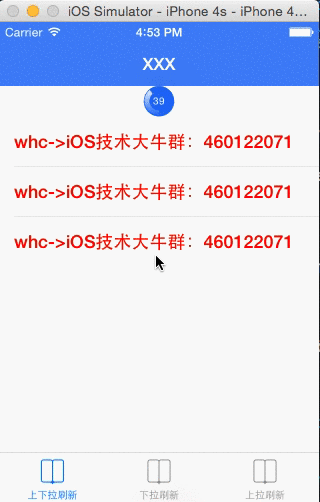 iOS Simulator - iPhone 4s - iPhone 4...
Carrier 4:53 PM
XXX
39
whc->iOS技术大牛群：460122071
whc->iOS技术大牛群：460122071
whc->iOS技术大牛群：460122071
上下拉刷新 下拉刷新 上拉刷新